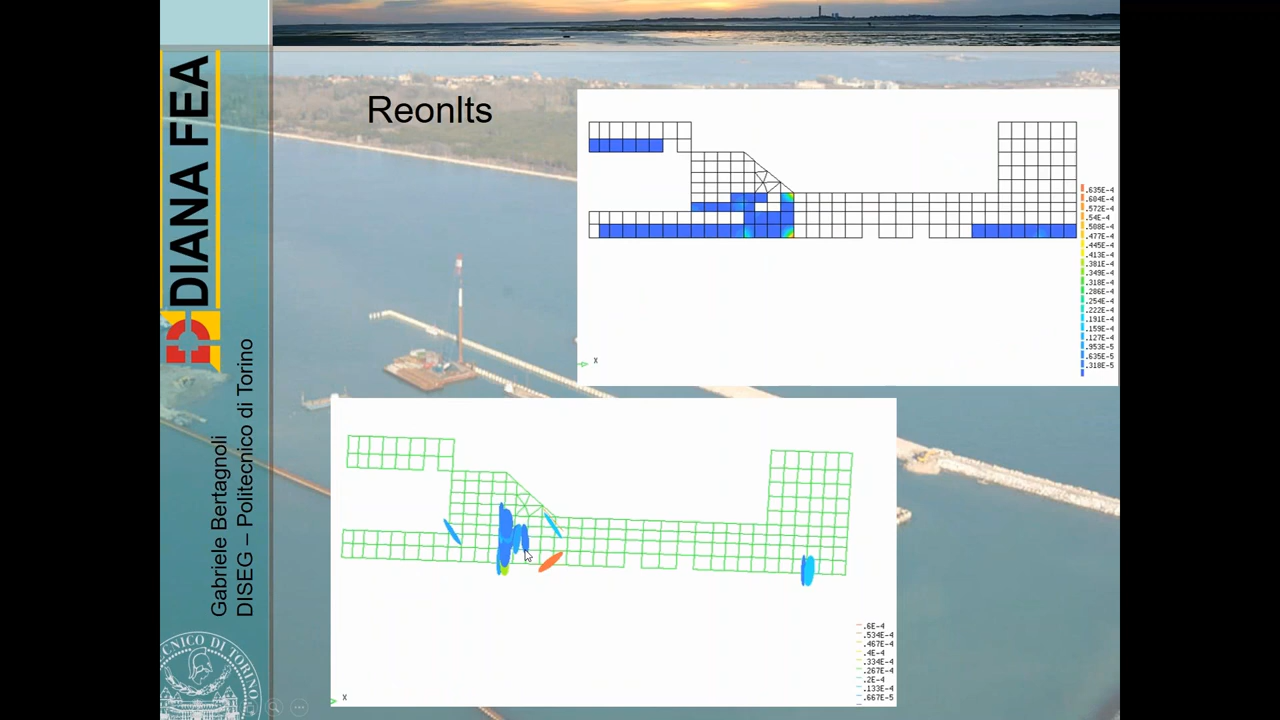 DIANA FEA
Gabriele Bertagnoli
DISEG – Politecnico di Torino
Reonlts
.635E-4
.604E-4
.572E-4
.54E-4
.508E-4
.477E-4
.445E-4
.413E-4
.381E-4
.349E-4
.318E-4
.286E-4
.254E-4
.222E-4
.191E-4
.159E-4
.127E-4
.953E-5
.635E-5
.318E-5
X
.6E-4
.534E-4
.467E-4
.4E-4
.334E-4
.267E-4
.2E-4
.133E-4
.667E-5
X
TECNICO DI TORINO